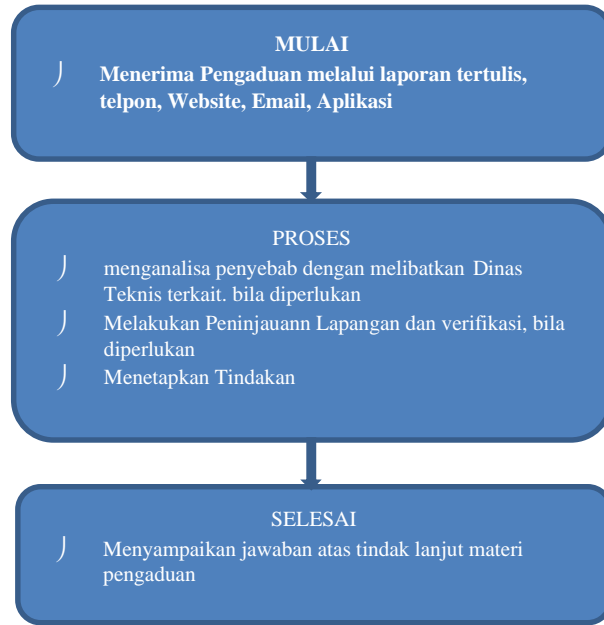 MULAI
⟯ Menerima Pengaduan melalui laporan tertulis,
telpon, Website, Email, Aplikasi
PROSES
⟯ menganalisa penyebab dengan melibatkan Dinas
Teknis terkait. bila diperlukan
⟯ Melakukan Peninjauann Lapangan dan verifikasi, bila
diperlukan
⟯ Menetapkan Tindakan
SELESAI
⟯ Menyampaikan jawaban atas tindak lanjut materi
pengaduan